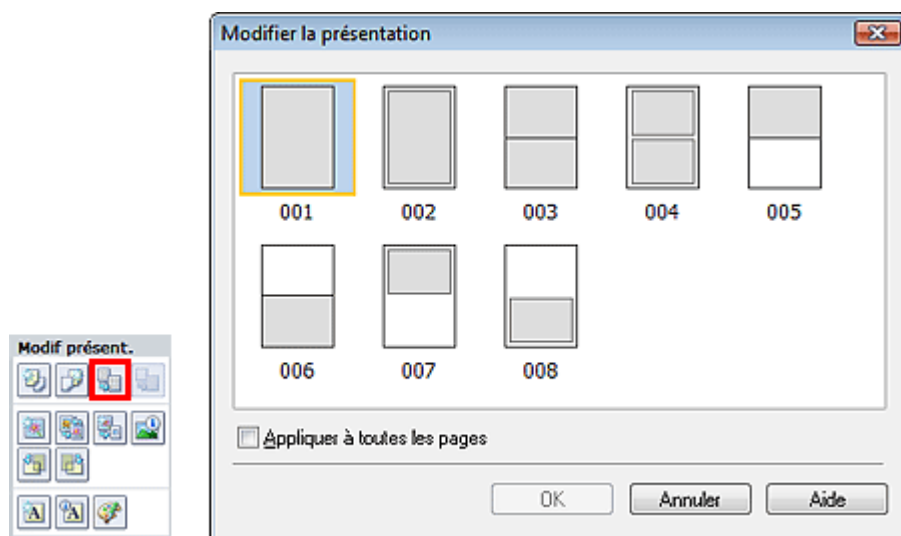 Modifier la présentation
001 002 003 004 005
006 007 008
Modif présent.
Appliquer à toutes les pages
OK Annuler Aide